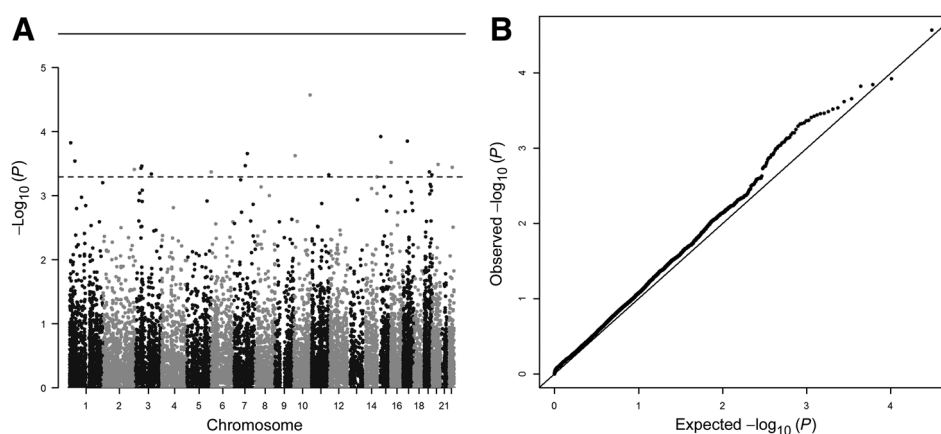 A
5
4
3
2
1
0
–Log10 (P)
1 2 3 4 5 6 7 8 9 10 12 14 16 18 21
Chromosome
B
4
3
2
1
0
Observed –log10 (P)
0 1 2 3 4
Expected –log10 (P)